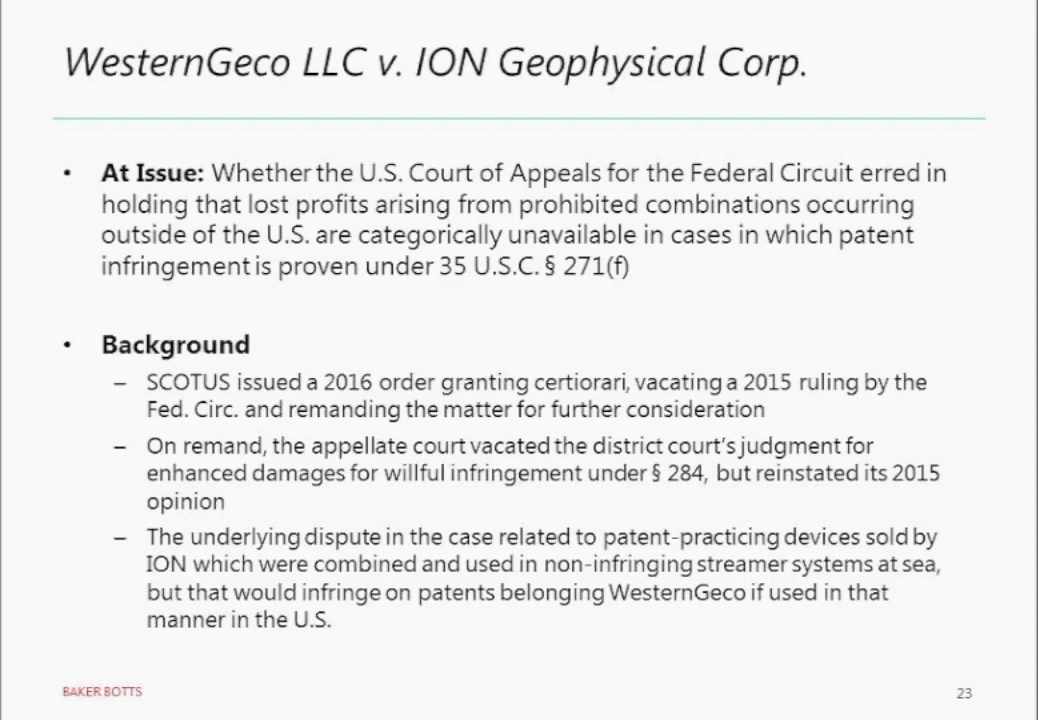 WesternGeco LLC v. ION Geophysical Corp.
• At Issue: Whether the U.S. Court of Appeals for the Federal Circuit erred in
holding that lost profits arising from prohibited combinations occurring
outside of the U.S. are categorically unavailable in cases in which patent
infringement is proven under 35 U.S.C. § 271(f)
• Background
– SCOTUS issued a 2016 order granting certiorari, vacating a 2015 ruling by the
Fed. Circ. and remanding the matter for further consideration
– On remand, the appellate court vacated the district court's judgment for
enhanced damages for willful infringement under § 284, but reinstated its 2015
opinion
– The underlying dispute in the case related to patent-practicing devices sold by
ION which were combined and used in non-infringing streamer systems at sea,
but that would infringe on patents belonging WesternGeco if used in that
manner in the U.S.
BAKER BOTTS
23